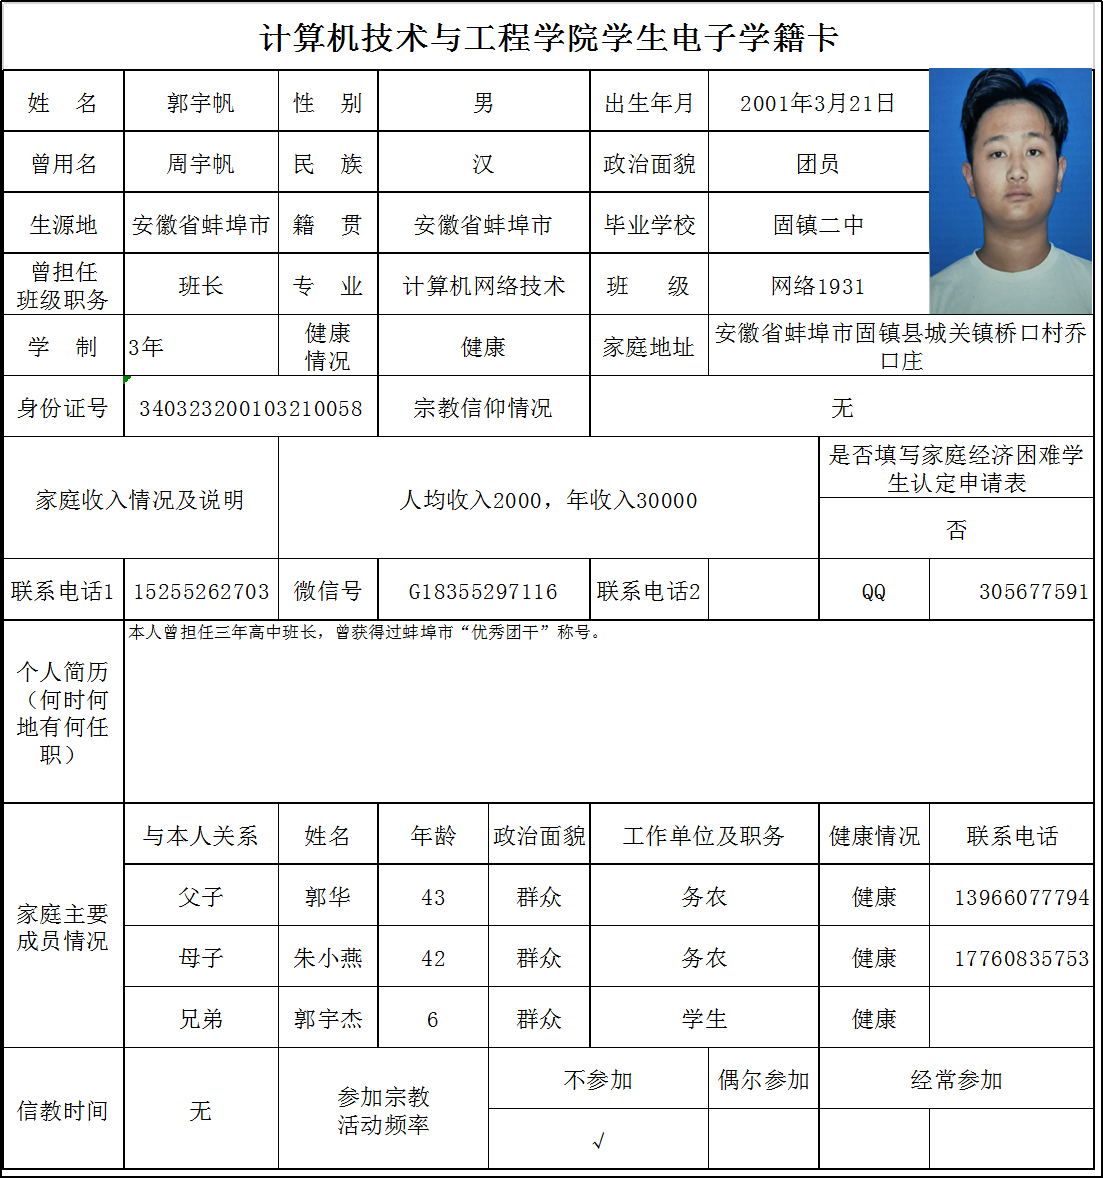 计算机技术与工程学院学生电子学籍卡
姓 名 郭宇帆 性 别 男 出生年月 2001年3月21日
曾用名 周宇帆 民 族 汉 政治面貌 团员
生源地 安徽省蚌埠市 籍 贯 安徽省蚌埠市 毕业学校 固镇二中
曾担任
班级职务 班长 专 业 计算机网络技术 班 级 网络1931
学 制 3年 健康
情况 健康 家庭地址 安徽省蚌埠市固镇县城关镇桥口村乔
口庄
身份证号 340323200103210058 宗教信仰情况 无
家庭收入情况及说明 人均收入2000，年收入30000 是否填写家庭经济困难学
生认定申请表
否
联系电话1 15255262703 微信号 G18355297116 联系电话2 QQ 305677591
个人简历
（何时何
地有何任
职）
本人曾担任三年高中班长，曾获得过蚌埠市“优秀团干”称号。
家庭主要
成员情况
与本人关系 姓名 年龄 政治面貌 工作单位及职务 健康情况 联系电话
父子 郭华 43 群众 务农 健康 13966077794
母子 朱小燕 42 群众 务农 健康 17760835753
兄弟 郭宇杰 6 群众 学生 健康
信教时间 无 参加宗教
活动频率
不参加 偶尔参加 经常参加
√